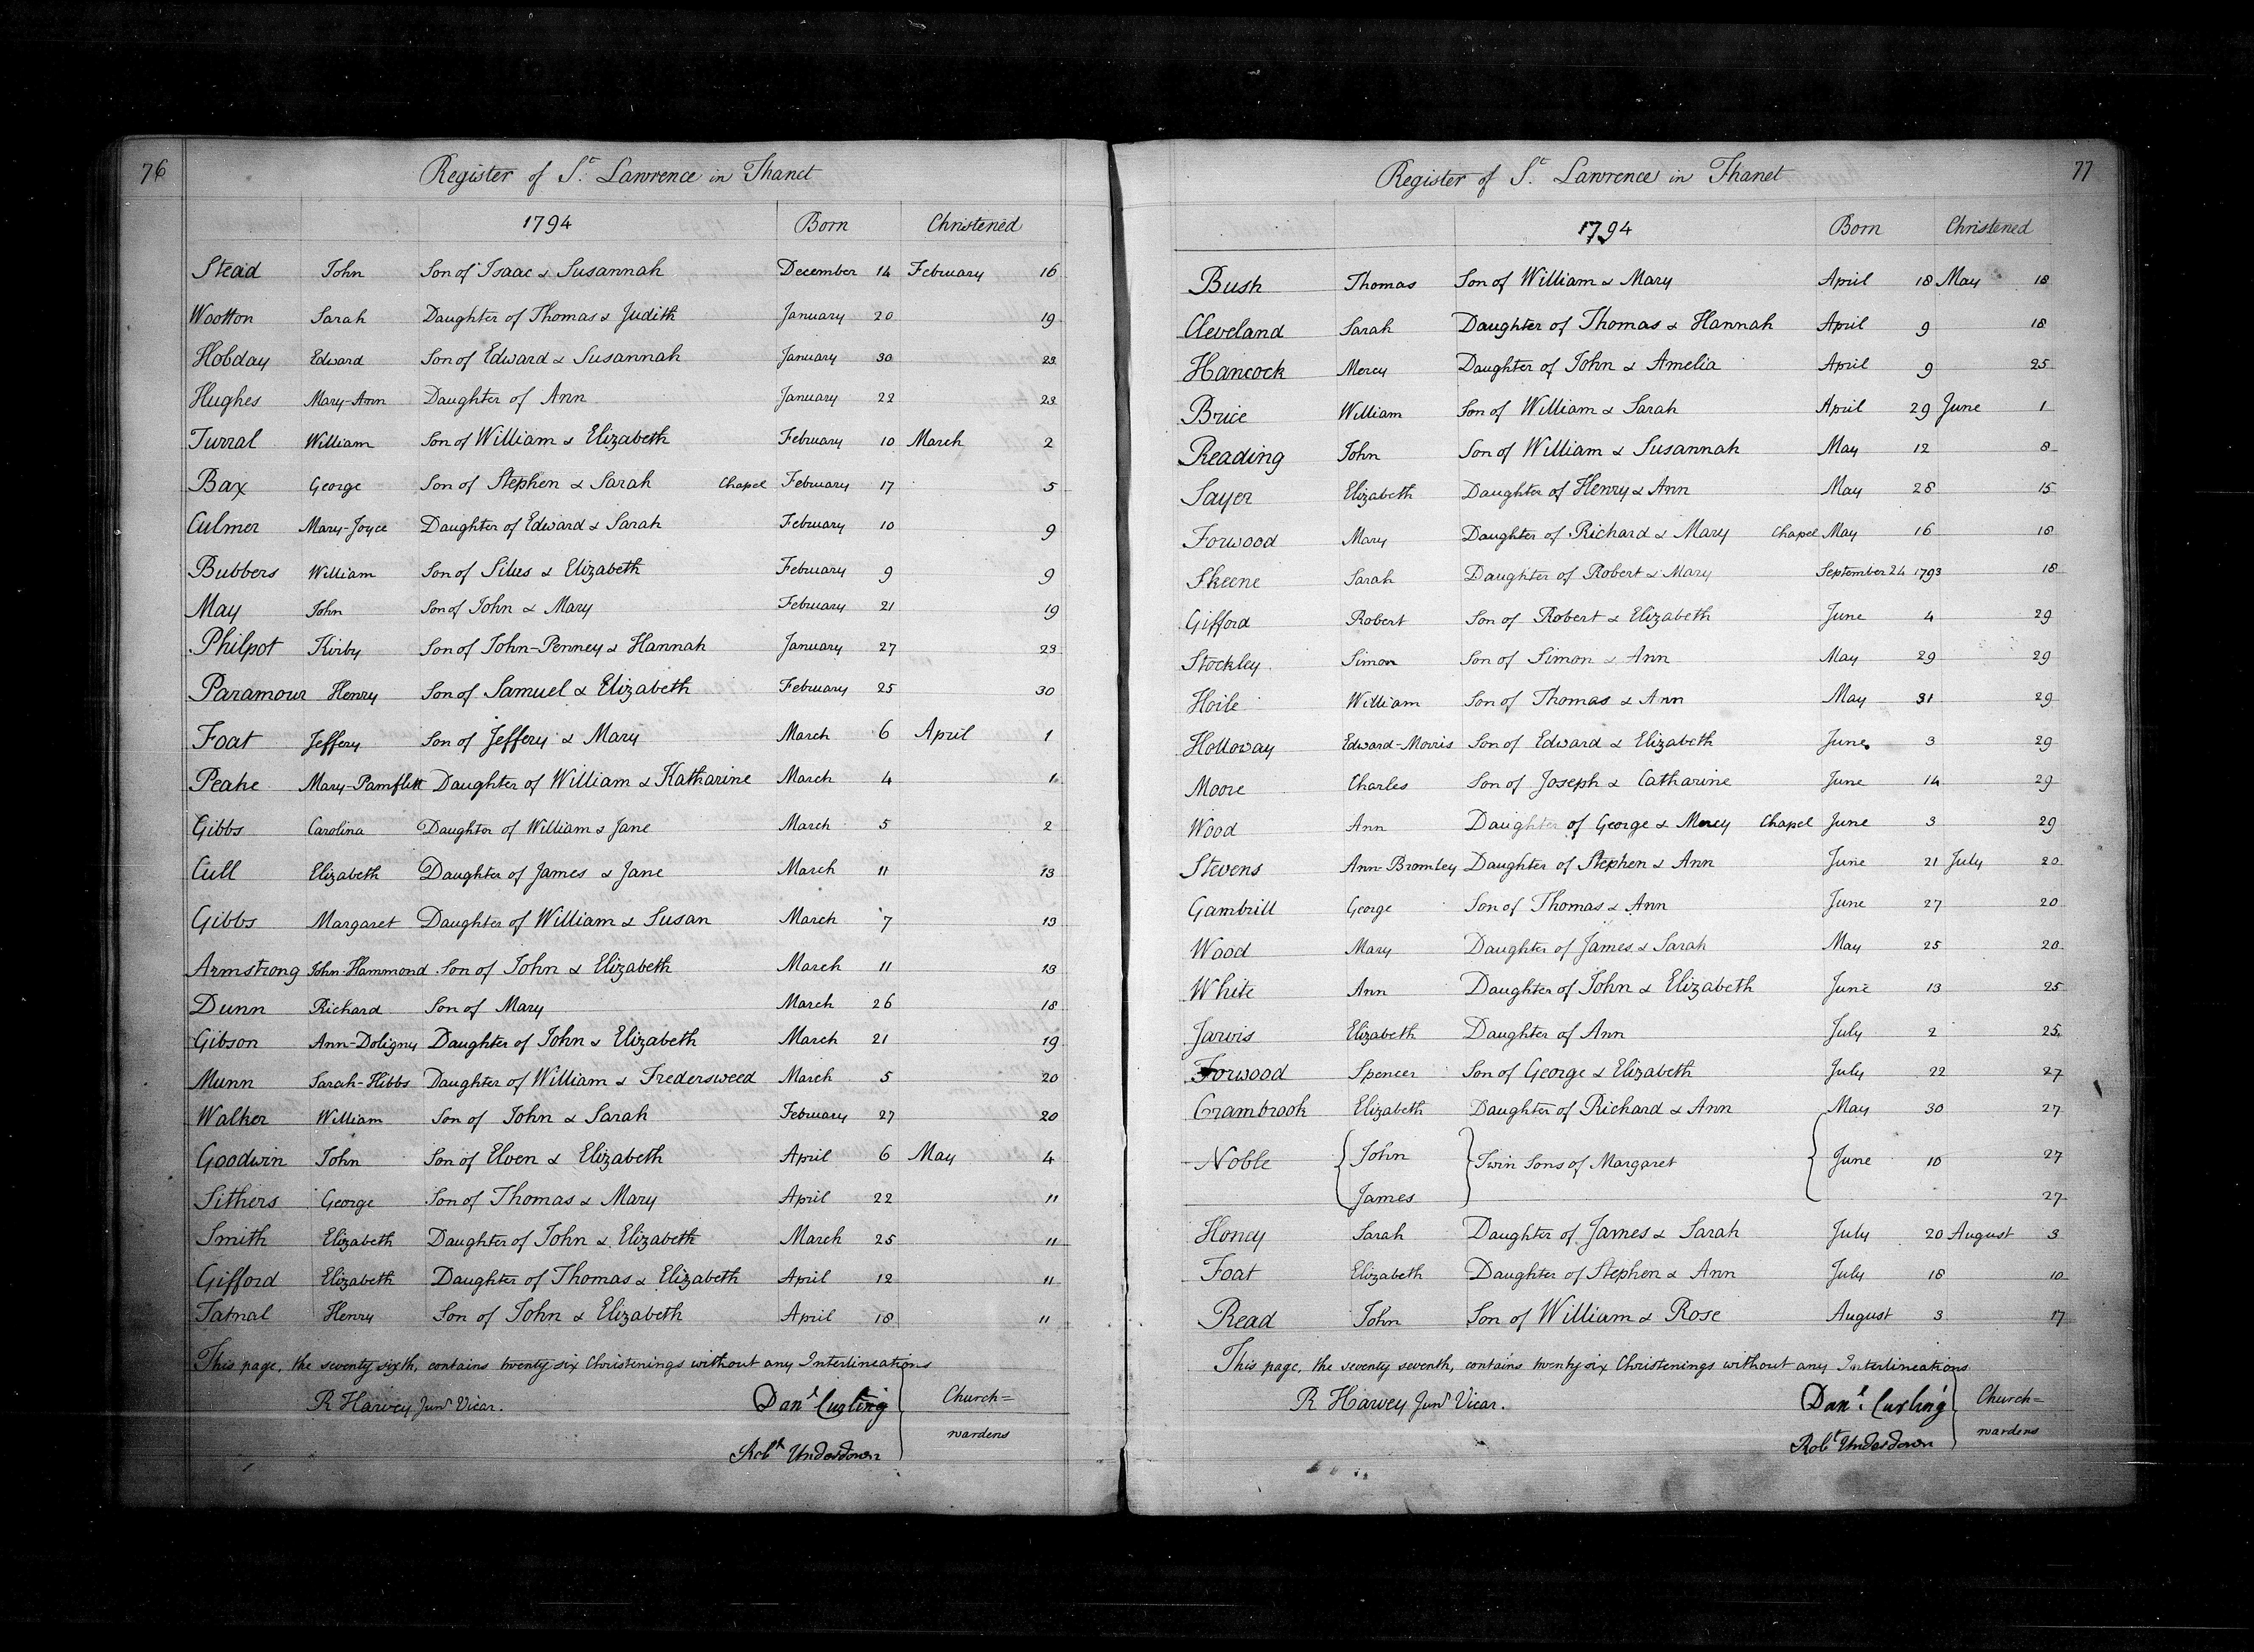 76
Register of St. Lawrence in Thanet
1794 Born Christened
Stead John Son of Isaac & Susannah December 14 February 16
Wootton Sarah Daughter of Thomas & Judith January 20 19
Hobday Edward Son of Edward & Susannah January 30 23
Hughes Mary-Ann Daughter of Ann January 22 23
Turral William Son of William & Elizabeth February 10 March 2
Bax George Son of Stephen & Sarah Chapel February 17 5
Culmer Mary-Joyce Daughter of Edward & Sarah February 10 9
Bubbers William Son of Silas & Elizabeth February 9 9
May John Son of John & Mary February 21 19
Philpot Kirby Son of John-Penney & Hannah January 27 23
Paramour Henry Son of Samuel & Elizabeth February 25 30
Foat Jeffery Son of Jeffery & Mary March 6 April 1
Peake Mary-Pamflett Daughter of William & Katharine March 4 1
Gibbs Carolina Daughter of William & Jane March 5 2
Cull Elizabeth Daughter of James & Jane March 11 13
Gibbs Margaret Daughter of William & Susan March 7 13
Armstrong John-Hammond Son of John & Elizabeth March 11 13
Dunn Richard Son of Mary March 26 18
Gibson Ann-Doligny Daughter of John & Elizabeth March 21 19
Munn Sarah-Hibbs Daughter of William & Fredersweed March 5 20
Walker William Son of John & Sarah February 27 20
Goodwin John Son of Elven & Elizabeth April 6 May 4
Sithers George Son of Thomas & Mary April 22 11
Smith Elizabeth Daughter of John & Elizabeth March 25 11
Gifford Elizabeth Daughter of Thomas & Elizabeth April 12 11
Tatnal Henry Son of John & Elizabeth April 18 11
This page, the seventy sixth, contains twenty six Christenings without any Interlineations
R Harvey Junr Vicar. Danl Curling Church=
Robt Underdown wardens
77
Register of St. Lawrence in Thanet
1794 Born Christened
Bush Thomas Son of William & Mary April 18 May 18
Cleveland Sarah Daughter of Thomas & Hannah April 9 18
Hancock Mercy Daughter of John & Amelia April 9 25
Brice William Son of William & Sarah April 29 June 1
Reading John Son of William & Susannah May 12 8
Sayer Elizabeth Daughter of Henry & Ann May 28 15
Forwood Mary Daughter of Richard & Mary Chapel May 16 18
Skeene Sarah Daughter of Robert & Mary September 24 1793 18
Gifford Robert Son of Robert & Elizabeth June 4 29
Stockley Simon Son of Simon & Ann May 29 29
Hoile William Son of Thomas & Ann May 31 29
Holloway Edward-Morris Son of Edward & Elizabeth June 3 29
Moore Charles Son of Joseph & Catharine June 14 29
Wood Ann Daughter of George & Mercy Chapel June 3 29
Stevens Ann-Bromley Daughter of Stephen & Ann June 21 July 20
Gambrill George Son of Thomas & Ann June 27 20
Wood Mary Daughter of James & Sarah May 25 20
White Ann Daughter of John & Elizabeth June 13 25
Jarvis Elizabeth Daughter of Ann July 2 25
Forwood Spencer Son of George & Elizabeth July 22 27
Crambrook Elizabeth Daughter of Richard & Ann May 30 27
Noble John Twin Sons of Margaret June 10 27
James 27
Honey Sarah Daughter of James & Sarah July 20 August 3
Foat Elizabeth Daughter of Stephen & Ann July 18 10
Read John Son of William & Rose August 3 17
This page, the seventy seventh, contains twenty six Christenings without any Interlineations
R Harvey Junr Vicar. Danl Curling Church=
Robt Underdown wardens